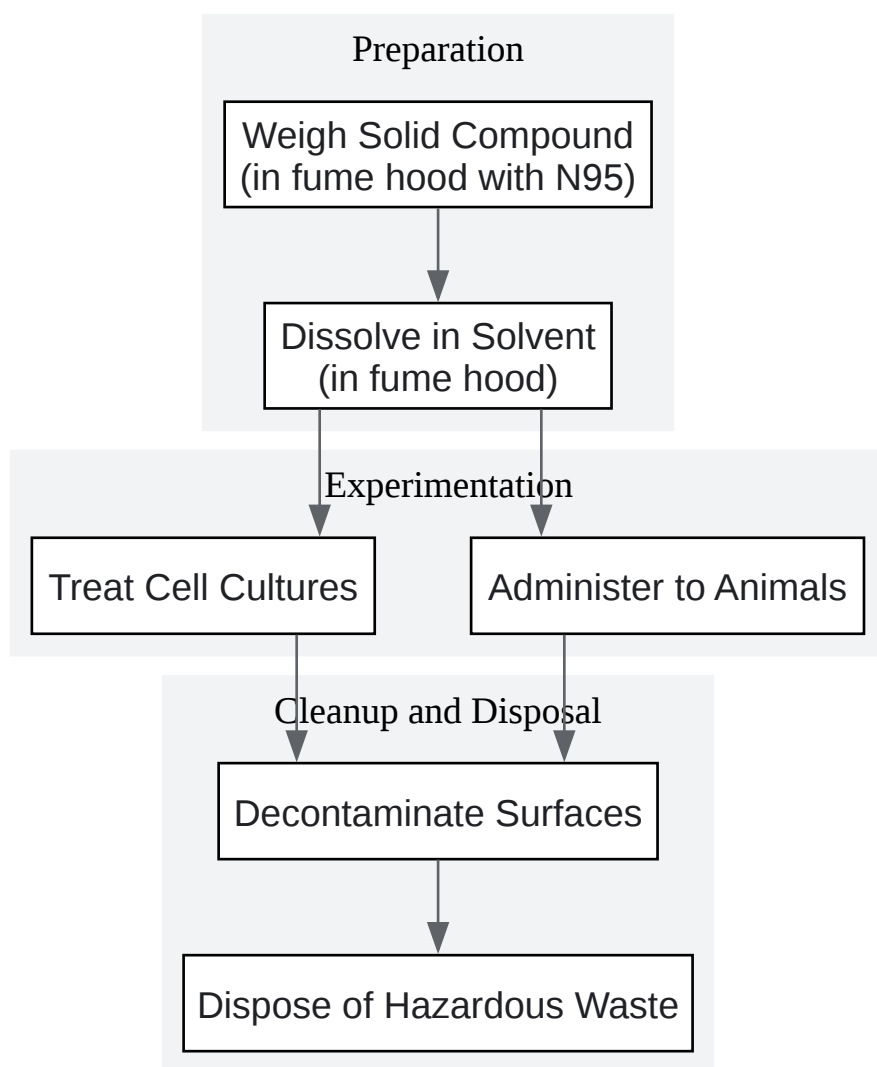 Preparation
Weigh Solid Compound
(in fume hood with N95)
Dissolve in Solvent
(in fume hood)
Experimentation
Treat Cell Cultures
Administer to Animals
Cleanup and Disposal
Decontaminate Surfaces
Dispose of Hazardous Waste